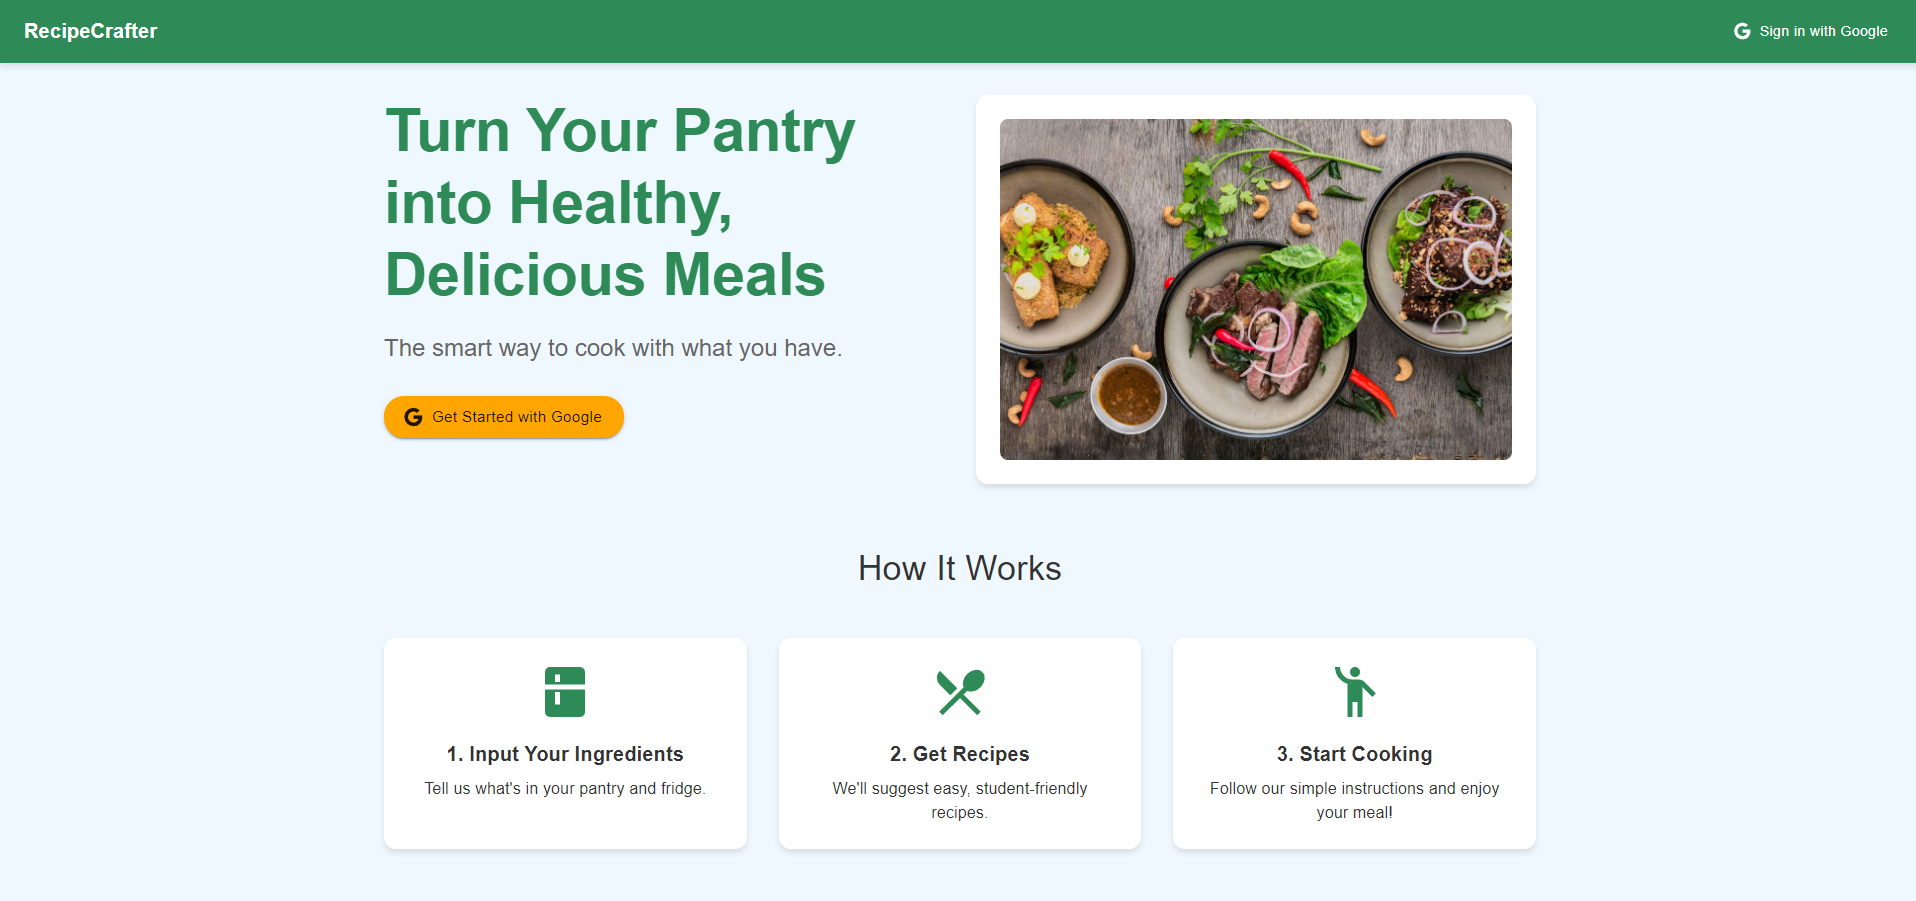 RecipeCrafter
Sign in with Google
Turn Your Pantry
into Healthy,
Delicious Meals
The smart way to cook with what you have.
Get Started with Google
How It Works
1. Input Your Ingredients
Tell us what's in your pantry and fridge.
2. Get Recipes
We'll suggest easy, student-friendly
recipes.
3. Start Cooking
Follow our simple instructions and enjoy
your meal!